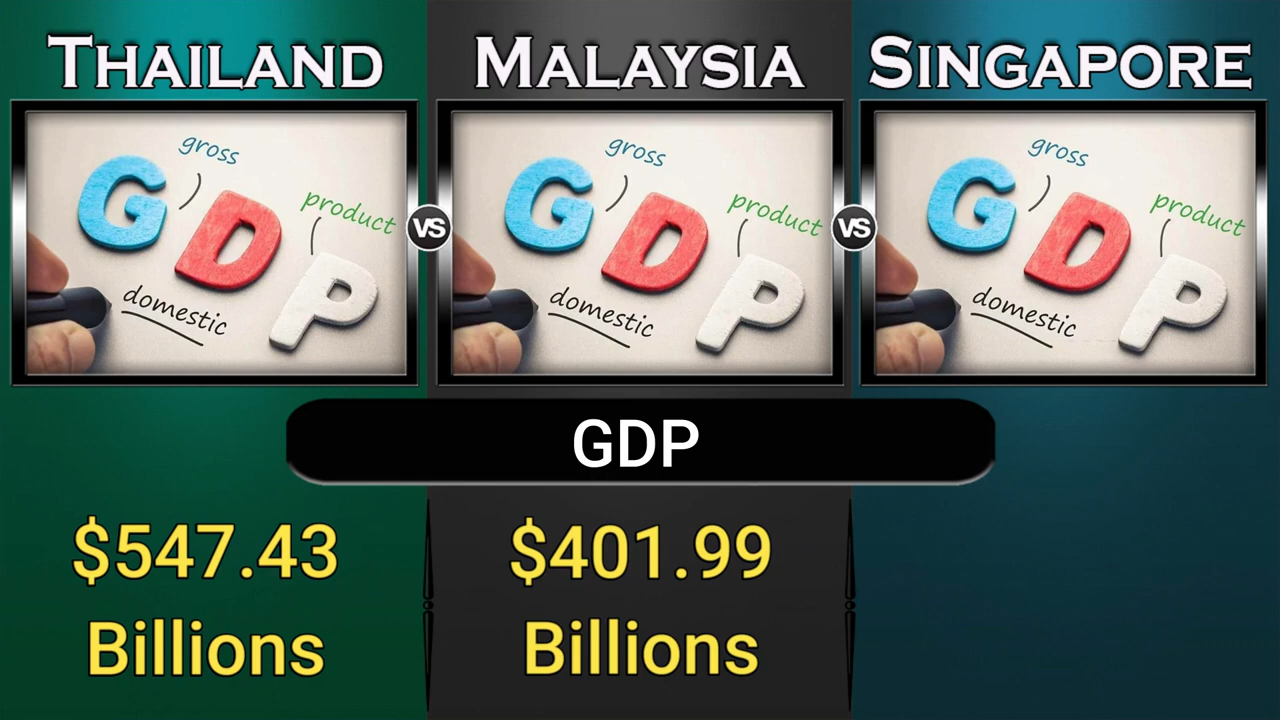 THAILAND
MALAYSIA
SINGAPORE
gross
GDP
product
domestic
VS
gross
GDP
product
domestic
VS
gross
GDP
product
domestic
GDP
$547.43
Billions
$401.99
Billions